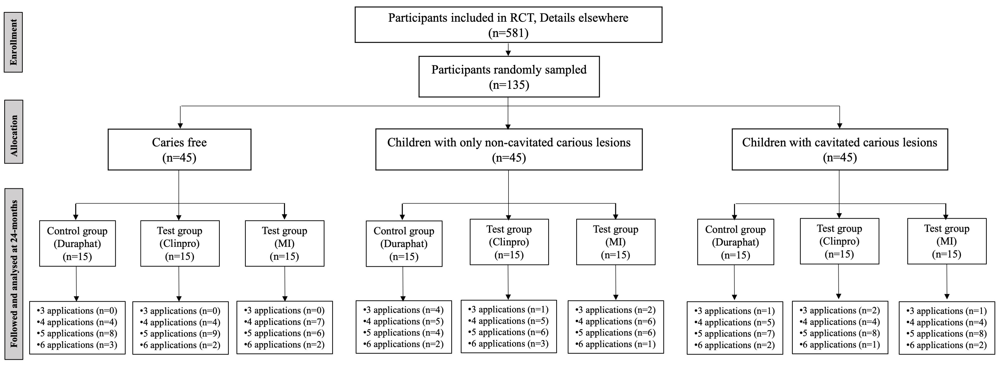 Enrollment
Participants included in RCT, Details elsewhere
(n=581)
Participants randomly sampled
(n=135)
Allocation
Caries free
(n=45)
Children with only non-cavitated carious lesions
(n=45)
Children with cavitated carious lesions
(n=45)
Followed and analysed at 24-months
Control group
(Duraphat)
(n=15)
Test group
(Clinpro)
(n=15)
Test group
(MI)
(n=15)
Control group
(Duraphat)
(n=15)
Test group
(Clinpro)
(n=15)
Test group
(MI)
(n=15)
Control group
(Duraphat)
(n=15)
Test group
(Clinpro)
(n=15)
Test group
(MI)
(n=15)
•3 applications (n=0)
•4 applications (n=4)
•5 applications (n=8)
•6 applications (n=3)
•3 applications (n=0)
•4 applications (n=4)
•5 applications (n=9)
•6 applications (n=2)
•3 applications (n=0)
•4 applications (n=7)
•5 applications (n=6)
•6 applications (n=2)
•3 applications (n=4)
•4 applications (n=5)
•5 applications (n=4)
•6 applications (n=2)
•3 applications (n=1)
•4 applications (n=5)
•5 applications (n=6)
•6 applications (n=3)
•3 applications (n=2)
•4 applications (n=6)
•5 applications (n=6)
•6 applications (n=1)
•3 applications (n=1)
•4 applications (n=5)
•5 applications (n=7)
•6 applications (n=2)
•3 applications (n=2)
•4 applications (n=4)
•5 applications (n=8)
•6 applications (n=1)
•3 applications (n=1)
•4 applications (n=4)
•5 applications (n=8)
•6 applications (n=2)